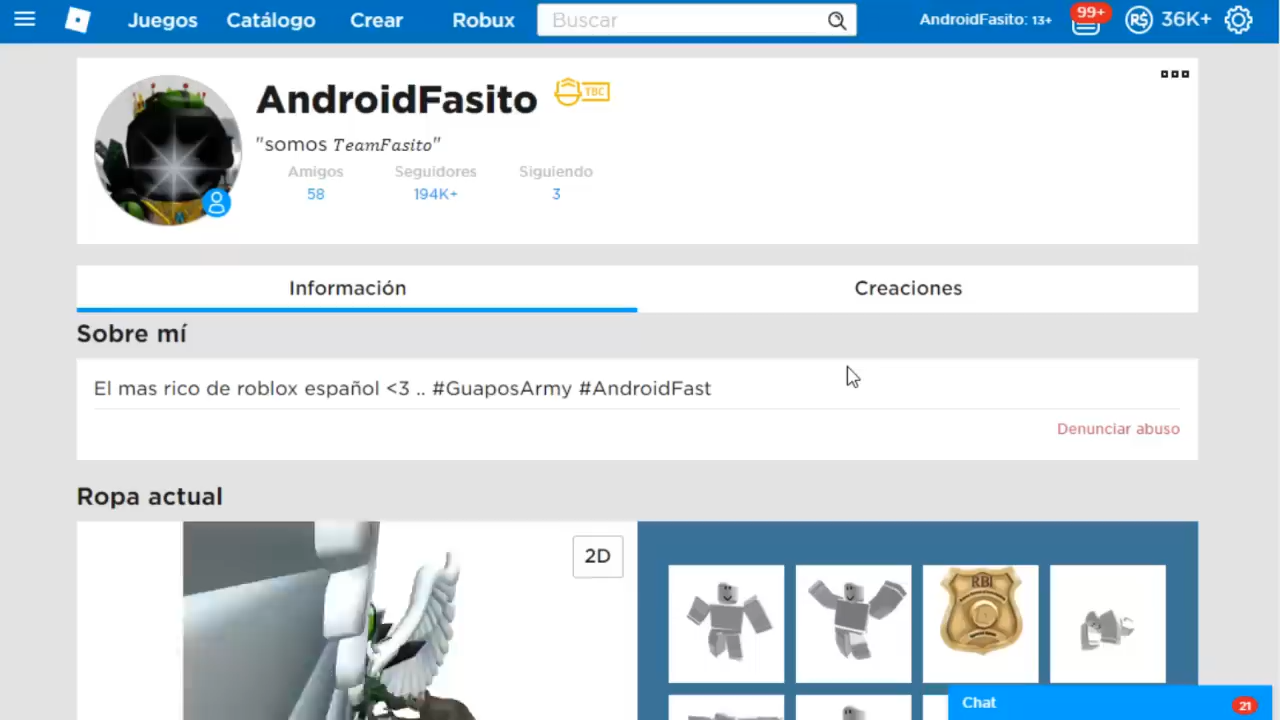 Juegos Catálogo Crear Robux Buscar AndroidFasito: 13+ 99+ R$ 36K+
AndroidFasito TBC
"somos TeamFasito"
Amigos Seguidores Siguiendo
58 194K+ 3
Información Creaciones
Sobre mí
El mas rico de roblox español <3 .. #GuaposArmy #AndroidFast
Denunciar abuso
Ropa actual
2D
RBI
Chat 21